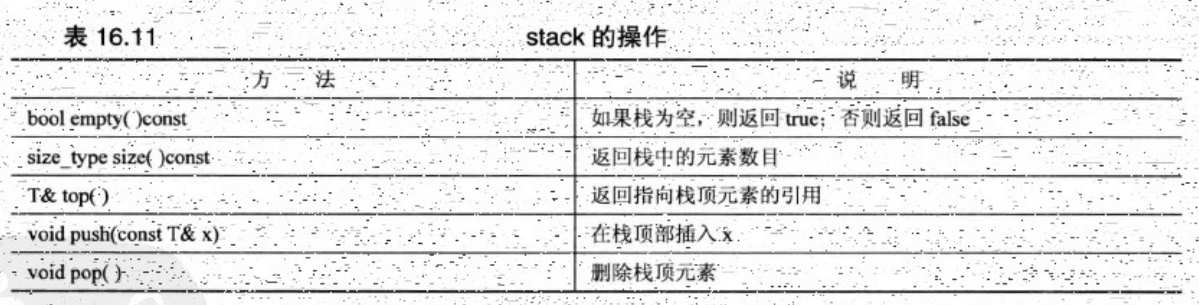 表 16.11 stack 的操作
方 法 说 明
bool empty( )const 如果栈为空，则返回 true；否则返回 false
size_type size( )const 返回栈中的元素数目
T& top( ) 返回指向栈顶元素的引用
void push(const T& x) 在栈顶部插入 x
void pop( ) 删除栈顶元素